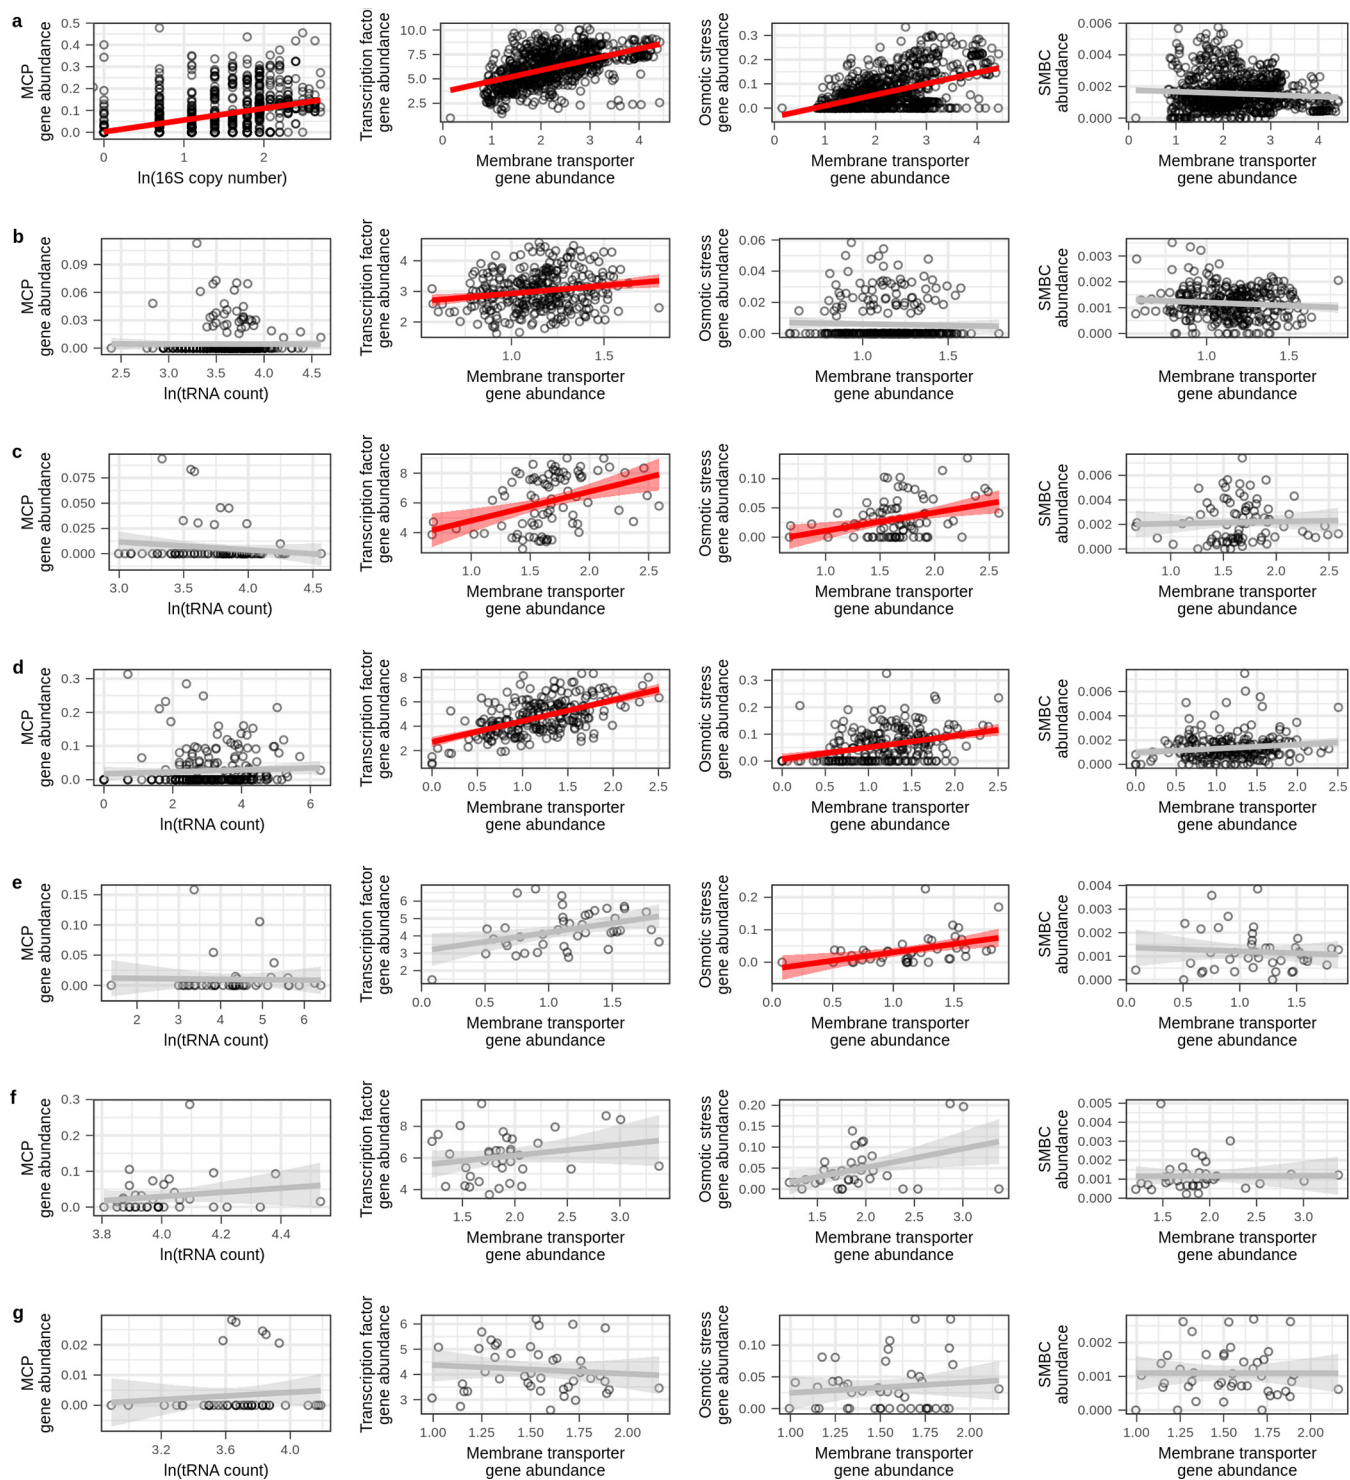 a
MCP
gene abundance
0.5
0.4
0.3
0.2
0.1
0.0
0
1
2
ln(16S copy number)
Transcription facto
gene abundance
10.0
7.5
5.0
2.5
0
1
2
3
4
Membrane transporter
gene abundance
Osmotic stress
gene abundance
0.3
0.2
0.1
0.0
0
1
2
3
4
Membrane transporter
gene abundance
SMBC
abundance
0.006
0.004
0.002
0.000
0
1
2
3
4
Membrane transporter
gene abundance
b
MCP
gene abundance
0.09
0.06
0.03
0.00
2.5
3.0
3.5
4.0
4.5
ln(tRNA count)
Transcription factor
gene abundance
4
3
2
1.0
1.5
Membrane transporter
gene abundance
Osmotic stress
gene abundance
0.06
0.04
0.02
0.00
1.0
1.5
Membrane transporter
gene abundance
SMBC
abundance
0.003
0.002
0.001
0.000
1.0
1.5
Membrane transporter
gene abundance
c
MCP
gene abundance
0.075
0.050
0.025
0.000
3.0
3.5
4.0
4.5
ln(tRNA count)
Transcription factor
gene abundance
8
6
4
1.0
1.5
2.0
2.5
Membrane transporter
gene abundance
Osmotic stress
gene abundance
0.10
0.05
0.00
1.0
1.5
2.0
2.5
Membrane transporter
gene abundance
SMBC
abundance
0.006
0.004
0.002
0.000
1.0
1.5
2.0
2.5
Membrane transporter
gene abundance
d
MCP
gene abundance
0.3
0.2
0.1
0.0
0
2
4
6
ln(tRNA count)
Transcription factor
gene abundance
8
6
4
2
0.0
0.5
1.0
1.5
2.0
2.5
Membrane transporter
gene abundance
Osmotic stress
gene abundance
0.3
0.2
0.1
0.0
0.0
0.5
1.0
1.5
2.0
2.5
Membrane transporter
gene abundance
SMBC
abundance
0.006
0.004
0.002
0.000
0.0
0.5
1.0
1.5
2.0
2.5
Membrane transporter
gene abundance
e
MCP
gene abundance
0.15
0.10
0.05
0.00
2
3
4
5
6
ln(tRNA count)
Transcription factor
gene abundance
6
5
4
3
2
0.0
0.5
1.0
1.5
Membrane transporter
gene abundance
Osmotic stress
gene abundance
0.2
0.1
0.0
0.0
0.5
1.0
1.5
Membrane transporter
gene abundance
SMBC
abundance
0.004
0.003
0.002
0.001
0.000
0.0
0.5
1.0
1.5
Membrane transporter
gene abundance
f
MCP
gene abundance
0.3
0.2
0.1
0.0
3.8
4.0
4.2
4.4
ln(tRNA count)
Transcription factor
gene abundance
8
6
4
1.5
2.0
2.5
3.0
Membrane transporter
gene abundance
Osmotic stress
gene abundance
0.20
0.15
0.10
0.05
0.00
1.5
2.0
2.5
3.0
Membrane transporter
gene abundance
SMBC
abundance
0.005
0.004
0.003
0.002
0.001
0.000
1.5
2.0
2.5
3.0
Membrane transporter
gene abundance
g
MCP
gene abundance
0.02
0.01
0.00
3.2
3.6
4.0
ln(tRNA count)
Transcription factor
gene abundance
6
5
4
3
1.00
1.25
1.50
1.75
2.00
Membrane transporter
gene abundance
Osmotic stress
gene abundance
0.10
0.05
0.00
1.00
1.25
1.50
1.75
2.00
Membrane transporter
gene abundance
SMBC
abundance
0.002
0.001
0.000
1.00
1.25
1.50
1.75
2.00
Membrane transporter
gene abundance